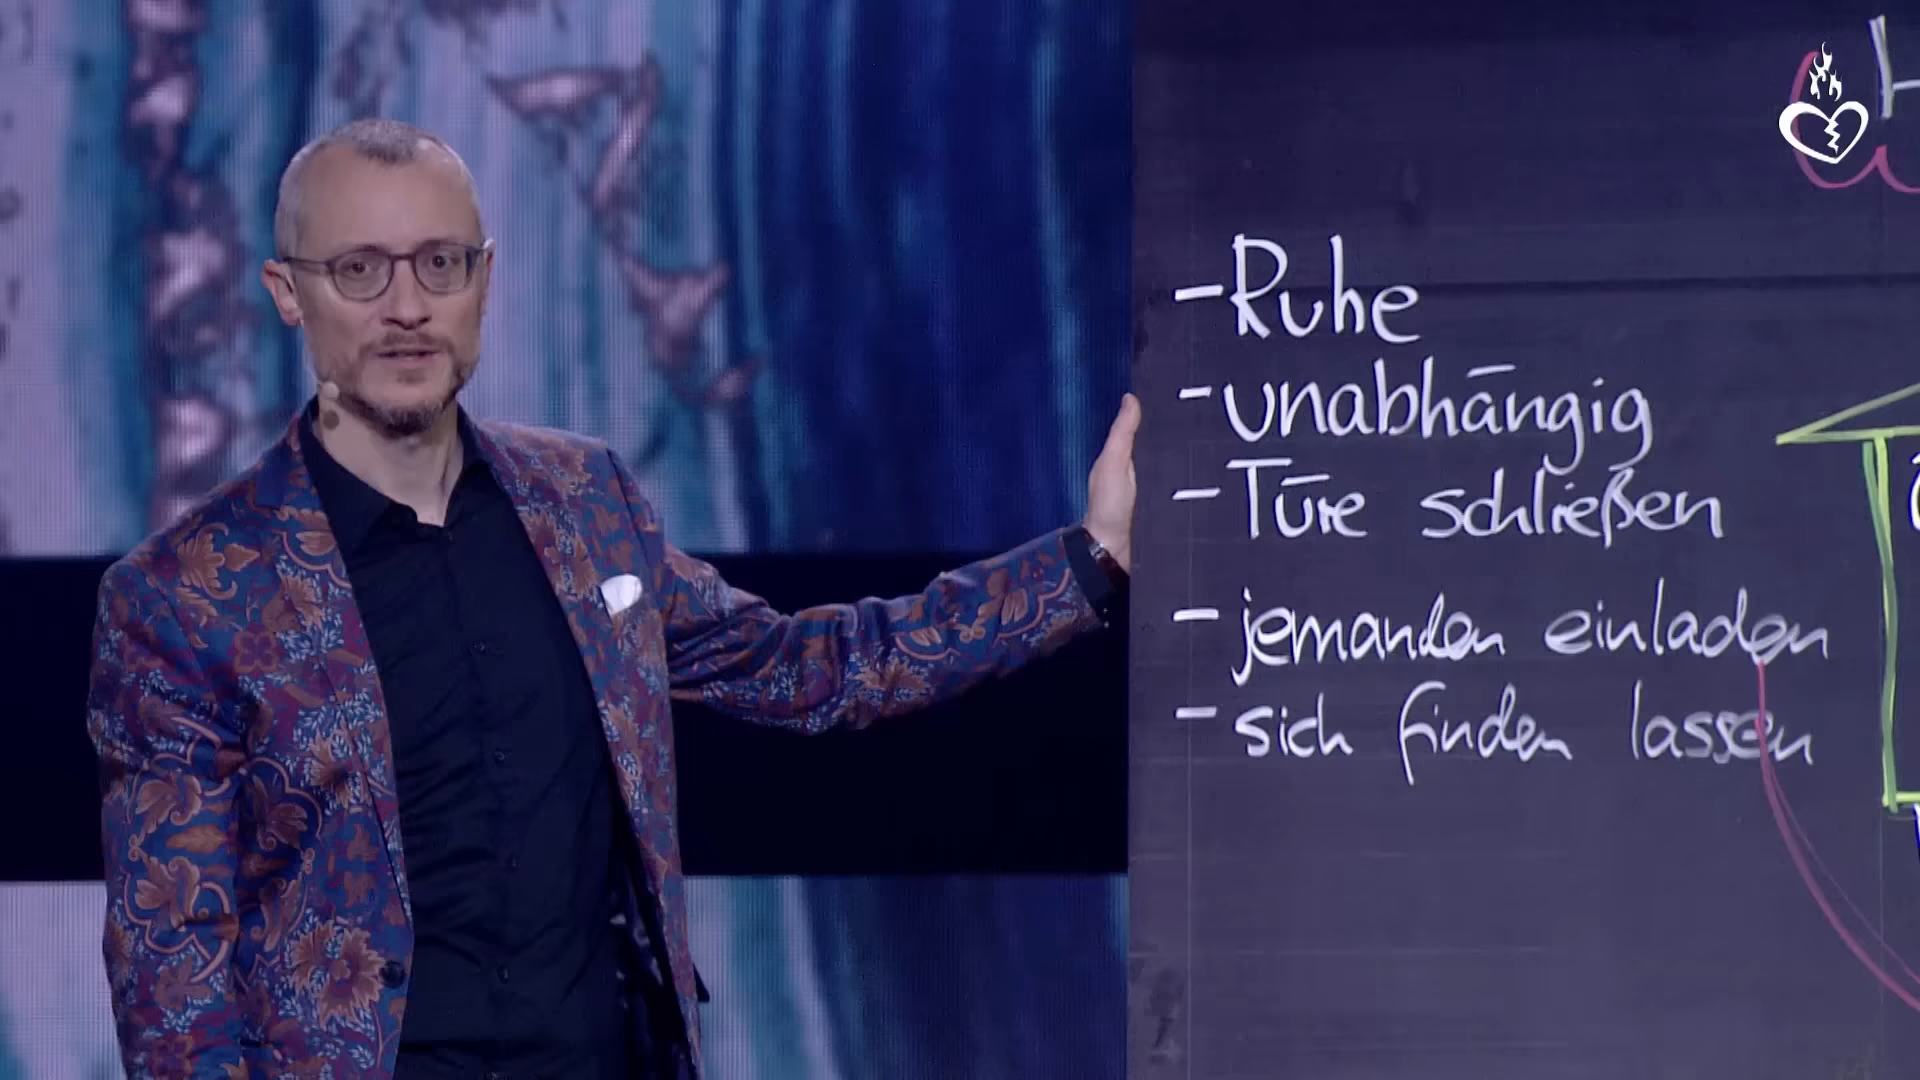 - Ruhe
- unabhängig
- Türe schließen
- jemanden einladen
- sich finden lassen